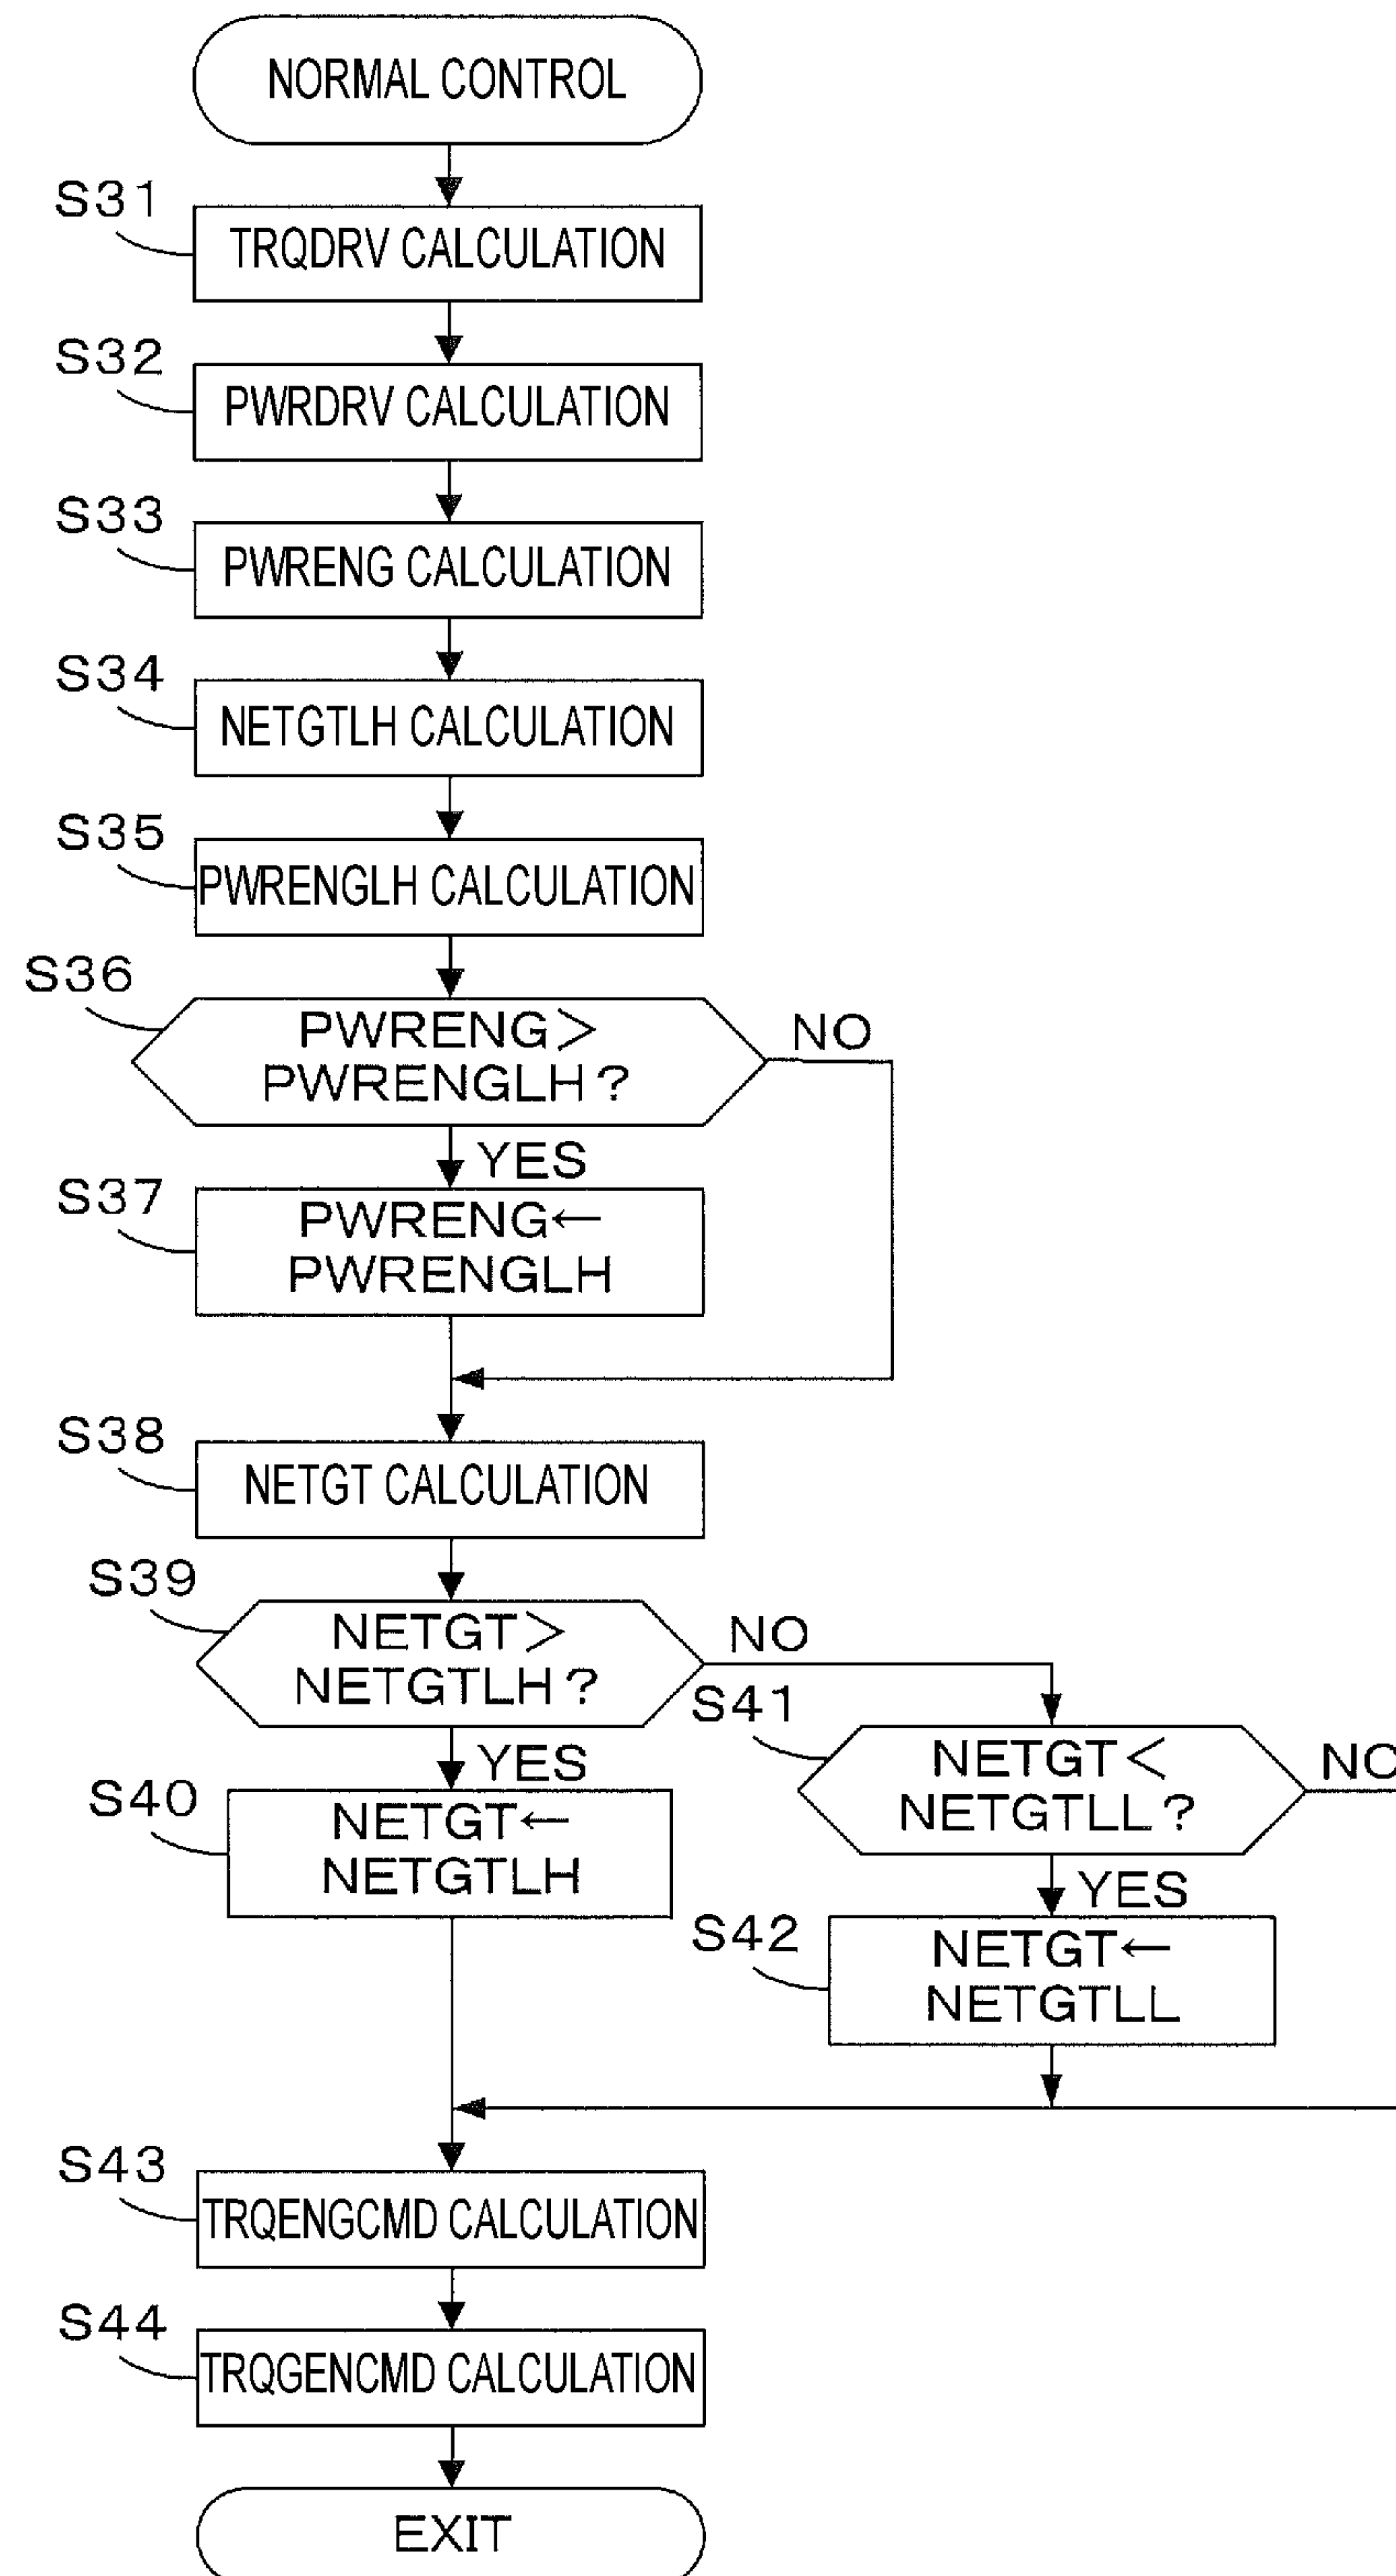 NORMAL CONTROL
S31
TRQDRV CALCULATION
S32
PWRDRV CALCULATION
S33
PWRENG CALCULATION
S34
NETGTLH CALCULATION
S35
PWRENGLH CALCULATION
S36
PWRENG>
PWRENGLH?
NO
YES
S37
PWRENG←
PWRENGLH
S38
NETGT CALCULATION
S39
NETGT>
NETGTLH?
NO
YES
S40
NETGT←
NETGTLH
S41
NETGT<
NETGTLL?
YES
S42
NETGT←
NETGTLL
S43
TRQENGCMD CALCULATION
S44
TRQGENCMD CALCULATION
EXIT